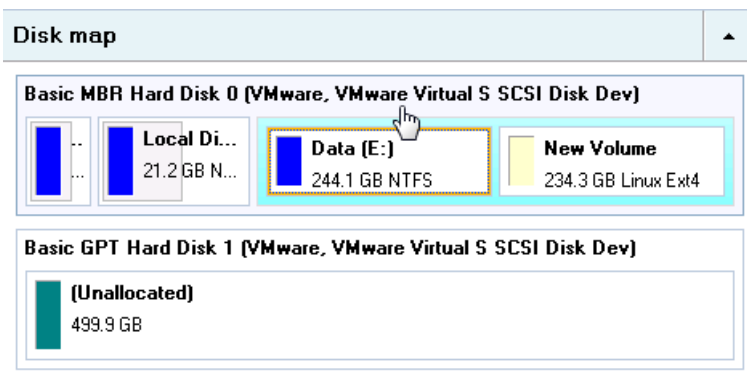 Disk map
Basic MBR Hard Disk 0 (VMware, VMware Virtual S SCSI Disk Dev)
..
...
Local Di...
21.2 GB N...
Data (E:)
244.1 GB NTFS
New Volume
234.3 GB Linux Ext4
Basic GPT Hard Disk 1 (VMware, VMware Virtual S SCSI Disk Dev)
(Unallocated)
499.9 GB